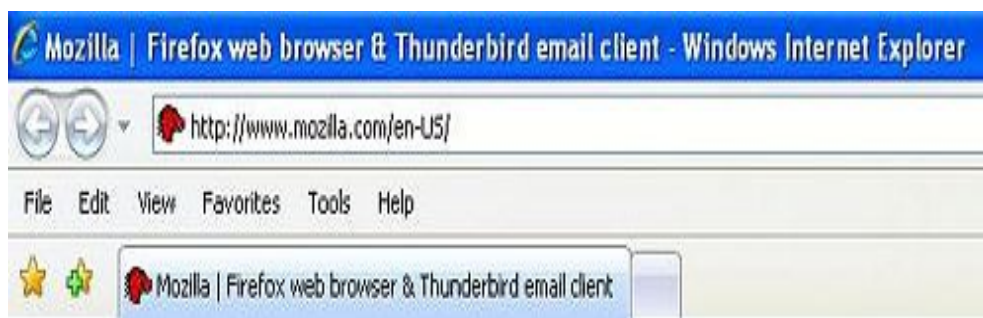 Mozilla | Firefox web browser & Thunderbird email client - Windows Internet Explorer
http://www.mozilla.com/en-US/
File Edit View Favorites Tools Help
Mozilla | Firefox web browser & Thunderbird email client